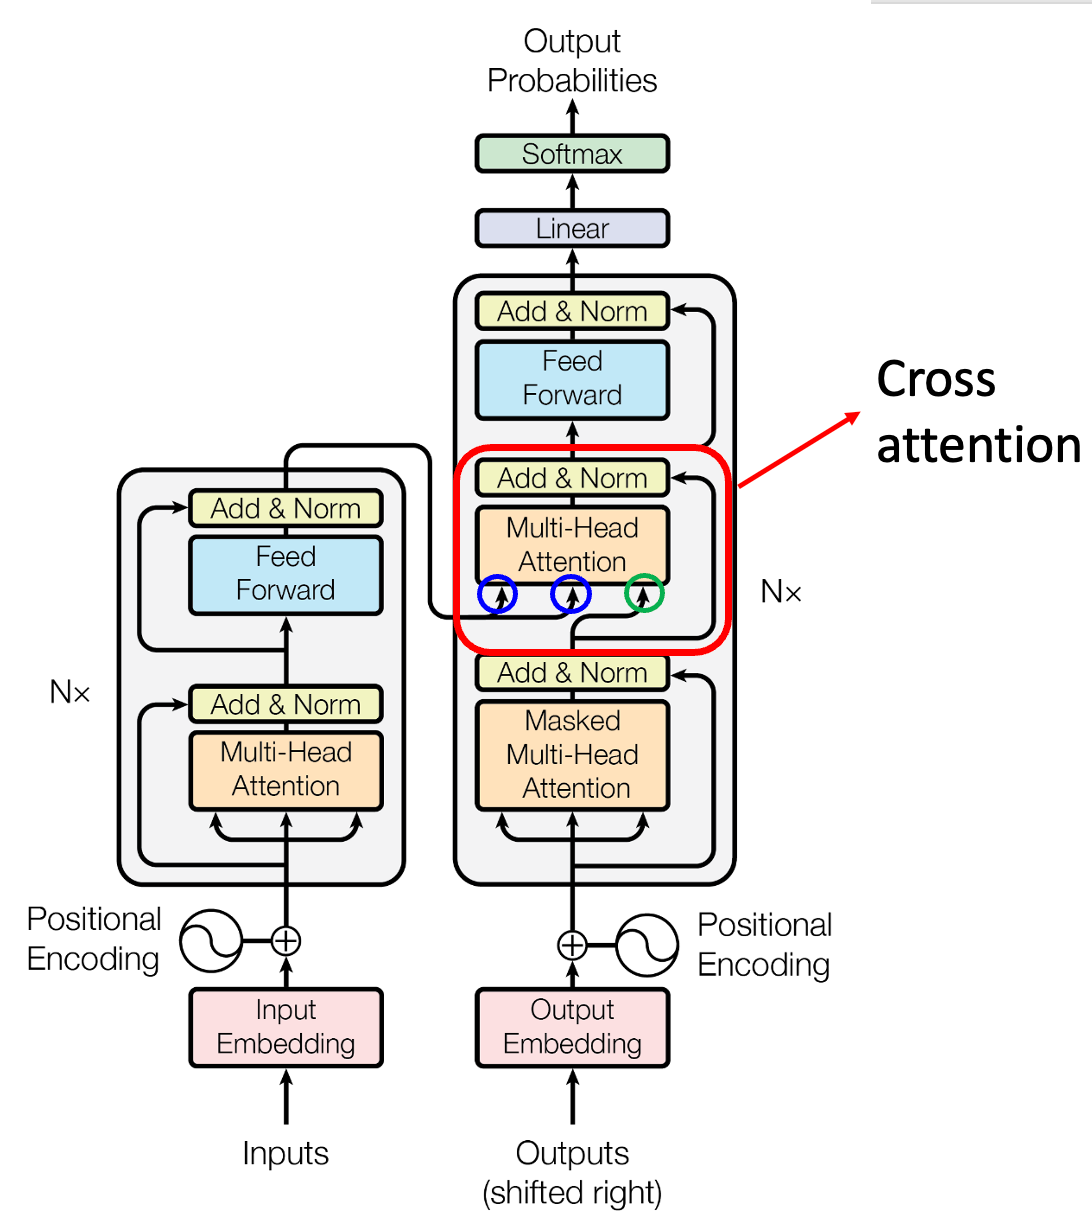 Output
Probabilities
Softmax
Linear
Add & Norm
Feed
Forward
Cross
attention
Add & Norm
Multi-Head
Attention
Nx
Add & Norm
Masked
Multi-Head
Attention
Add & Norm
Feed
Forward
Nx
Add & Norm
Multi-Head
Attention
Positional
Encoding
Positional
Encoding
Input
Embedding
Output
Embedding
Inputs
Outputs
(shifted right)